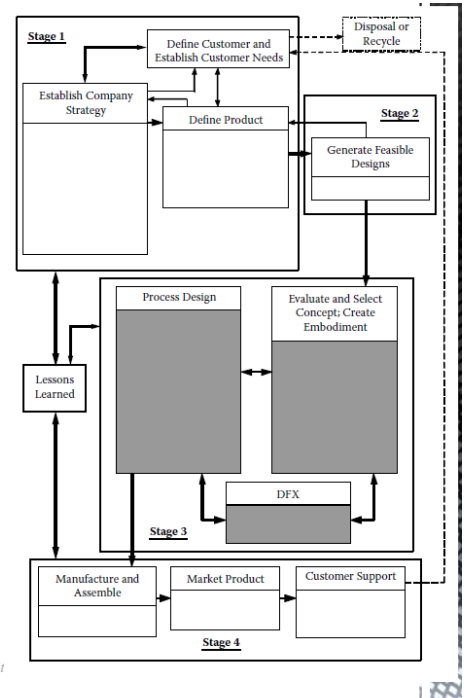 Stage 1
Define Customer and
Establish Customer Needs
Disposal or
Recycle
Establish Company
Strategy
Define Product
Stage 2
Generate Feasible
Designs
Process Design
Evaluate and Select
Concept; Create
Embodiment
Lessons
Learned
DFX
Stage 3
Manufacture and
Assemble
Market Product
Customer Support
Stage 4